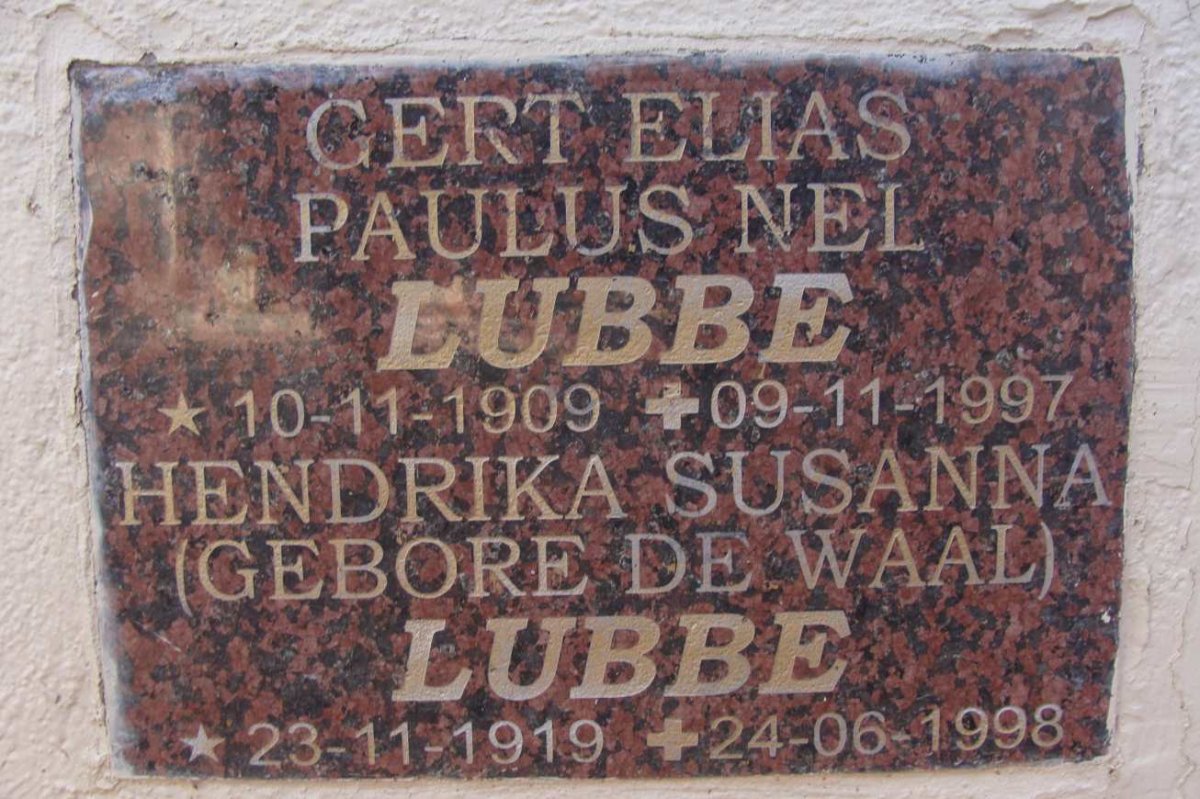 GERT ELIAS
PAULUS NEL
LUBBE
★ 10-11-1909 ✚ 09-11-1997
HENDRIKA SUSANNA
(GEBORE DE WAAL)
LUBBE
★ 23-11-1919 ✚ 24-06-1998